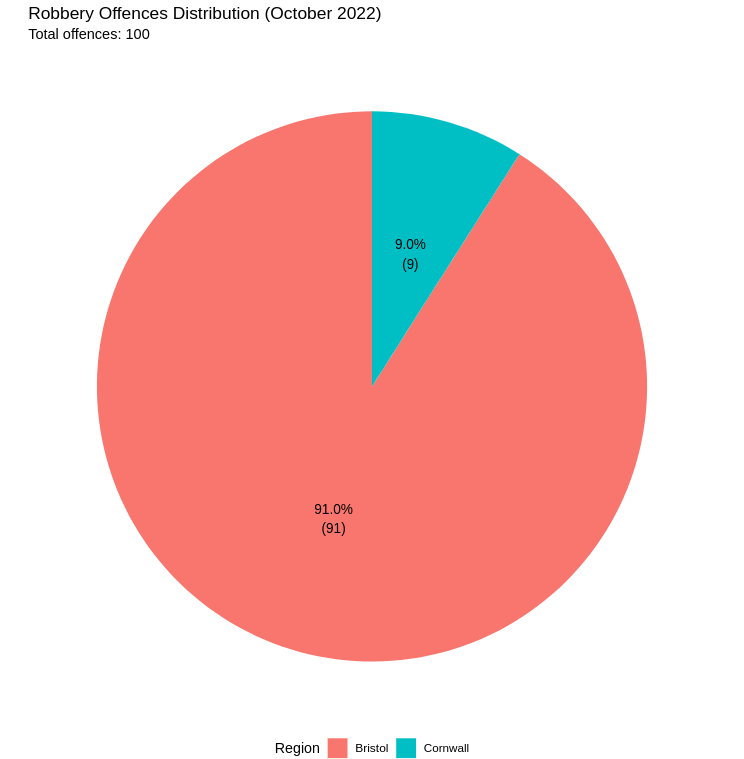 Robbery Offences Distribution (October 2022)
Total offences: 100
9.0%
(9)
91.0%
(91)
Region Bristol Cornwall